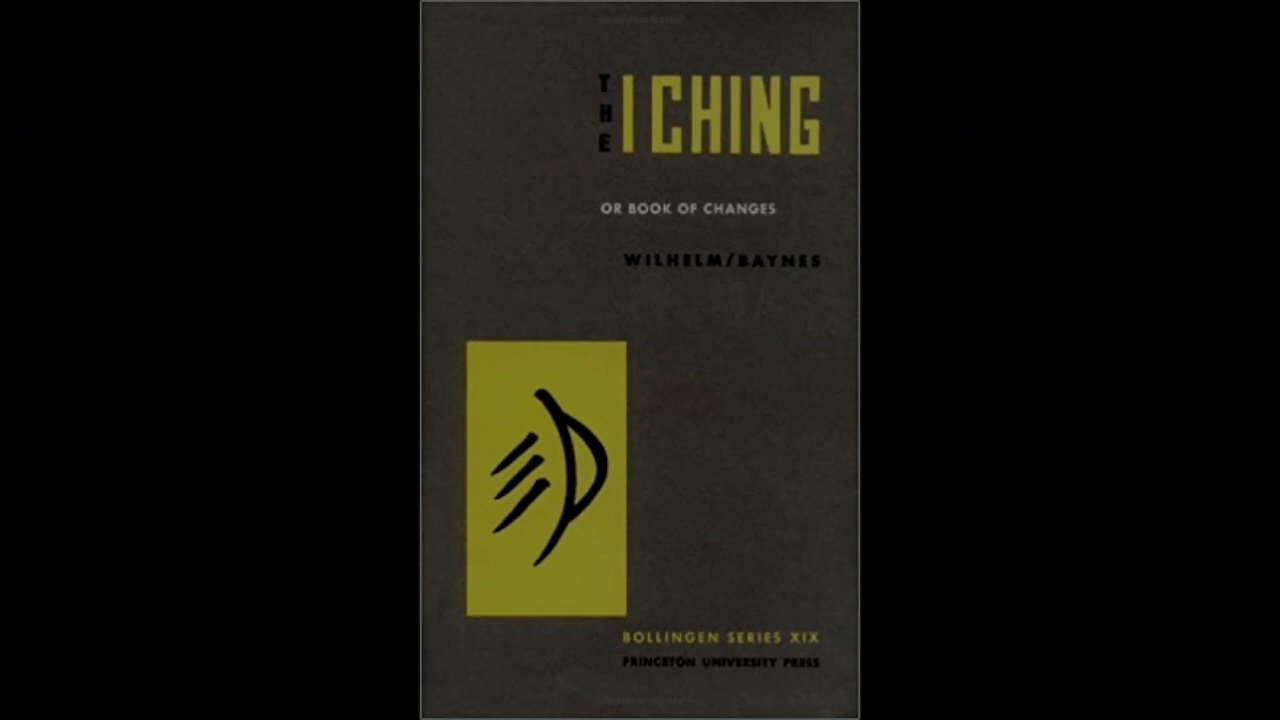 THE I CHING
OR BOOK OF CHANGES
WILHELM/BAYNES
BOLLINGEN SERIES XIX
PRINCETON UNIVERSITY PRESS